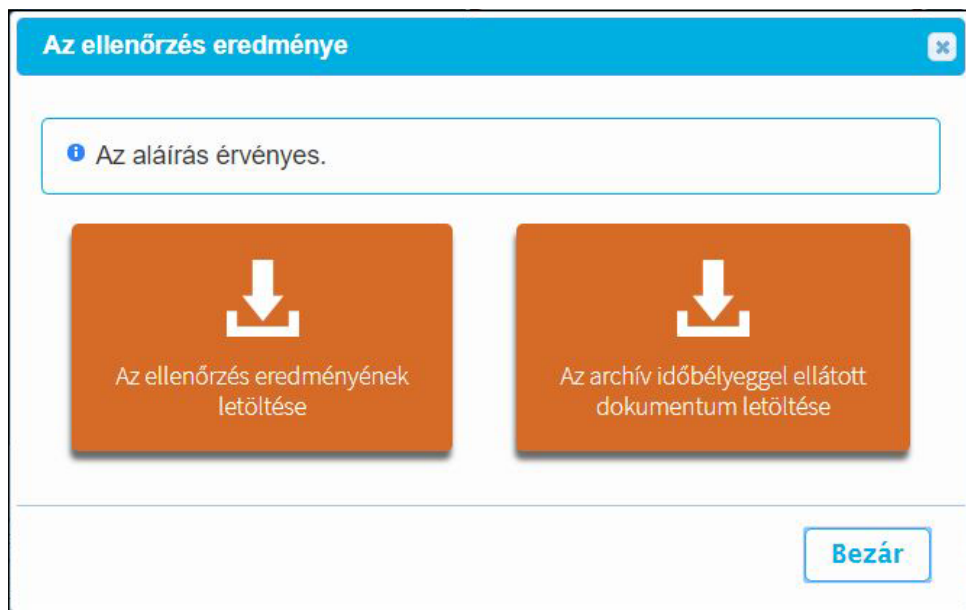 Az ellenőrzés eredménye
Az aláírás érvényes.
Az ellenőrzés eredményének
letöltése
Az archív időbélyeggel ellátott
dokumentum letöltése
Bezár